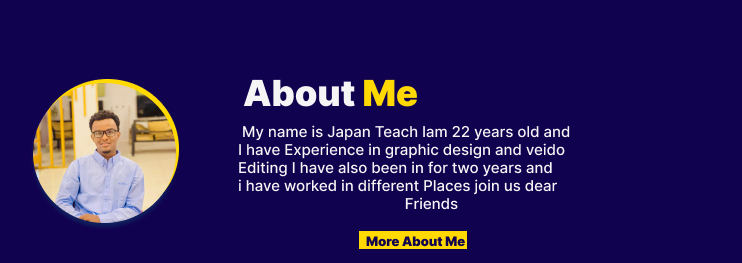 About Me
My name is Japan Teach Iam 22 years old and
I have Experience in graphic design and veido
Editing I have also been in for two years and
i have worked in different Places join us dear
Friends
More About Me